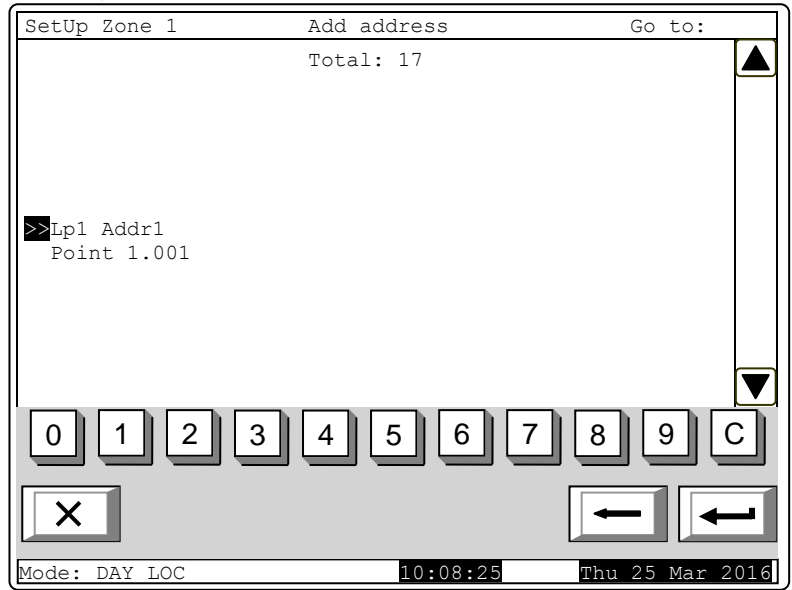 SetUp Zone 1 Add address Go to:
Total: 17
>>Lp1 Addr1
Point 1.001
0 1 2 3 4 5 6 7 8 9 C
Mode: DAY LOC 10:08:25 Thu 25 Mar 2016